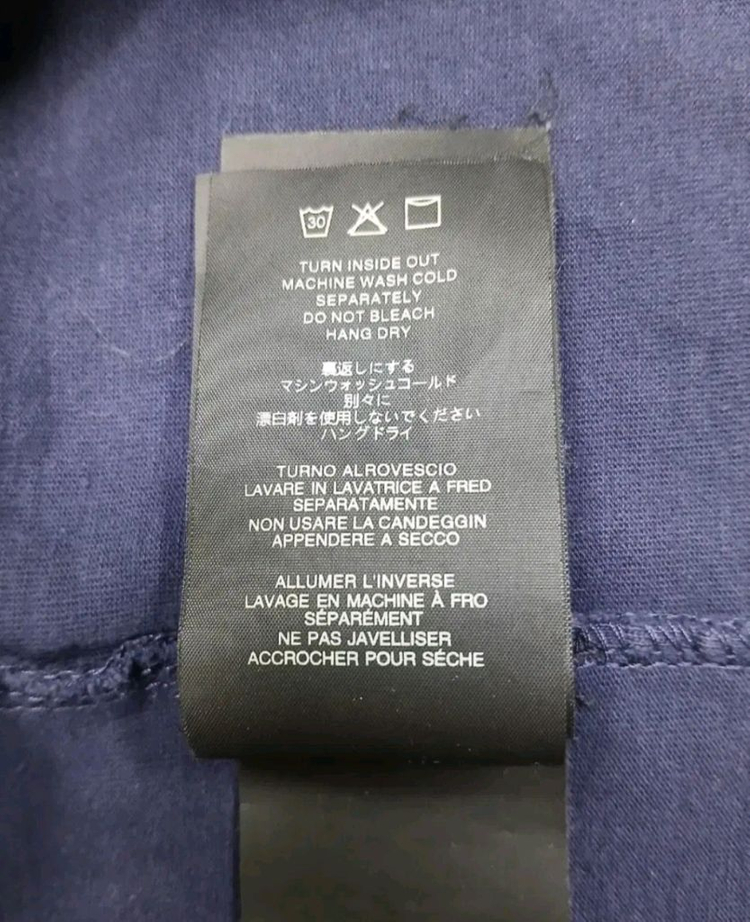 30
TURN INSIDE OUT
MACHINE WASH COLD
SEPARATELY
DO NOT BLEACH
HANG DRY
裏返しにする
マシンウォッシュコールド
別々に
漂白剤を使用しないでください
ハングドライ
TURNO ALROVESCIO
LAVARE IN LAVATRICE A FRED
SEPARATAMENTE
NON USARE LA CANDEGGIN
APPENDERE A SECCO
ALLUMER L'INVERSE
LAVAGE EN MACHINE À FRO
SÉPARÉMENT
NE PAS JAVELLISER
ACCROCHER POUR SÉCHE